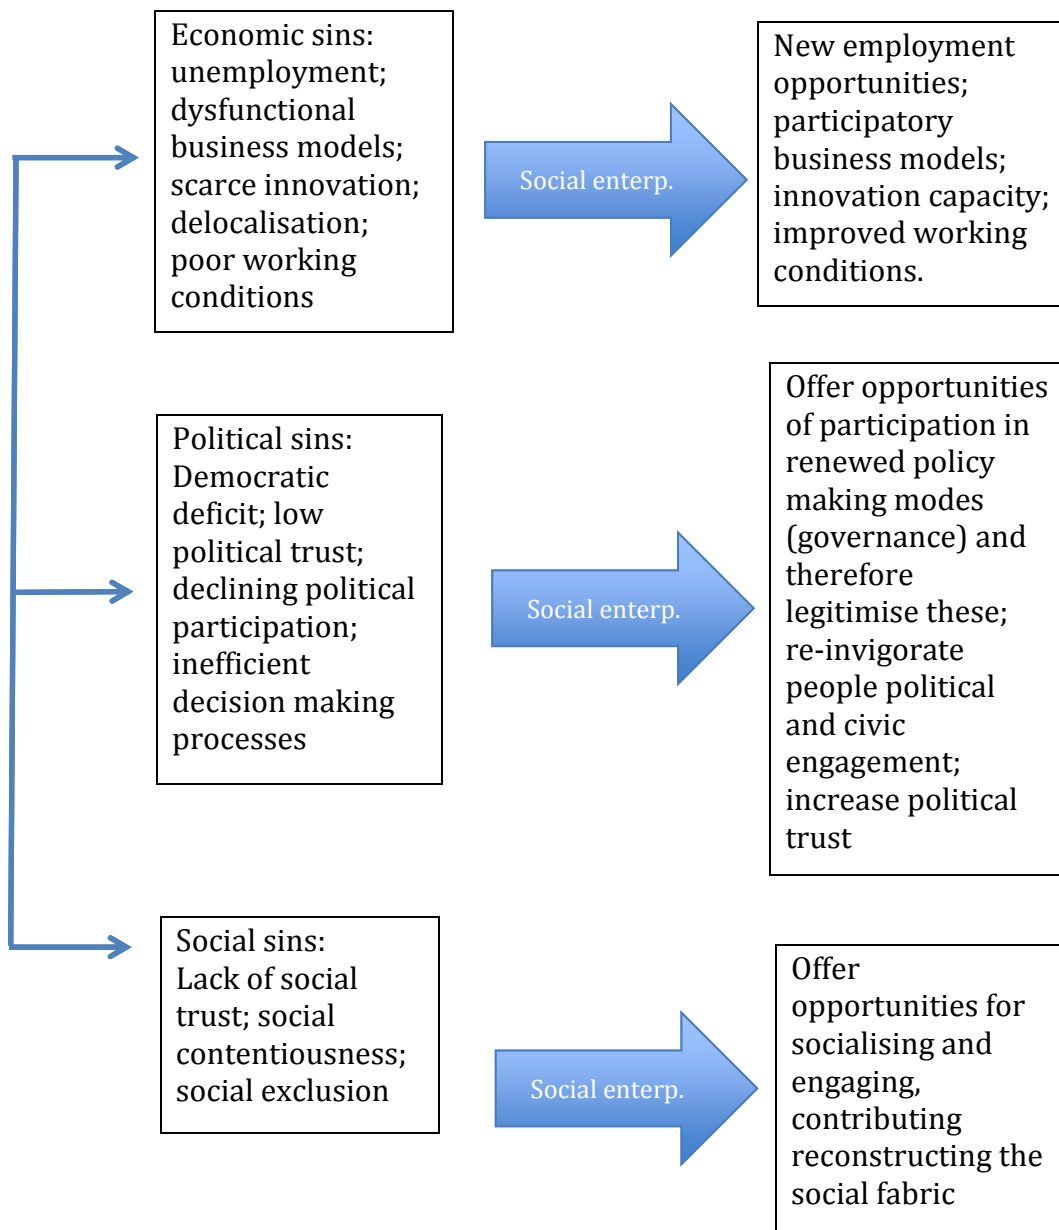 Economic sins:
unemployment;
dysfunctional
business models;
scarce innovation;
delocalisation;
poor working
conditions
Social enterp.
New employment
opportunities;
participatory
business models;
innovation capacity;
improved working
conditions.
Political sins:
Democratic
deficit; low
political trust;
declining political
participation;
inefficient
decision making
processes
Social enterp.
Offer opportunities
of participation in
renewed policy
making modes
(governance) and
therefore
legitimise these;
re-invigorate
people political
and civic
engagement;
increase political
trust
Social sins:
Lack of social
trust; social
contentiousness;
social exclusion
Social enterp.
Offer
opportunities for
socialising and
engaging,
contributing
reconstructing the
social fabric